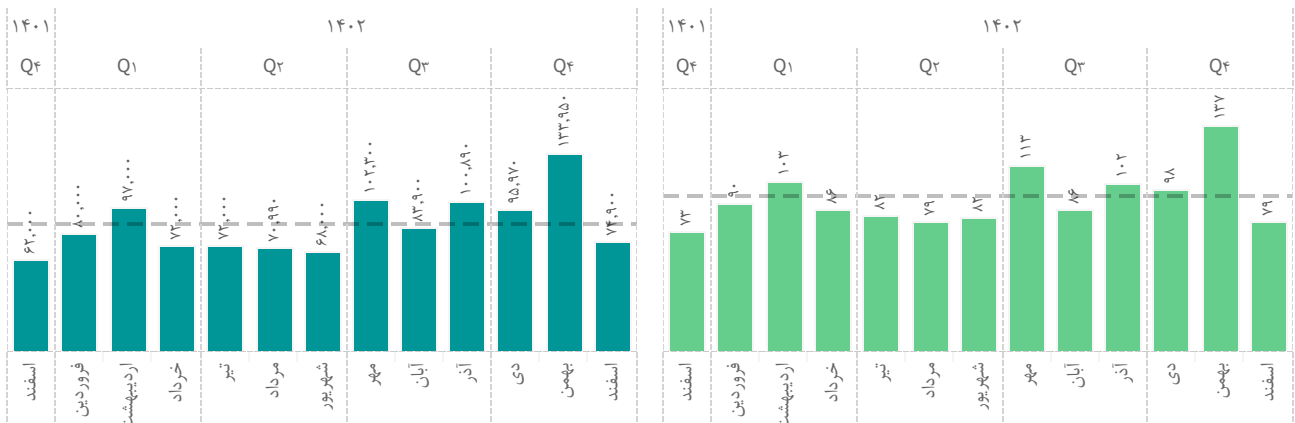 ۱۴۰۱
۱۴۰۲
Q۴
Q۱
Q۲
Q۳
Q۴
۶۲,۰۰۰
۸۰,۰۰۰
۹۷,۰۰۰
۷۲,۰۰۰
۷۲,۰۰۰
۷۰,۹۹۰
۶۸,۰۰۰
۱۰۲,۳۰۰
۸۳,۹۰۰
۱۰۰,۸۹۰
۹۵,۹۷۰
۱۳۳,۹۵۰
۷۴,۹۰۰
اسفند
فروردین
اردیبهشت
خرداد
تیر
مرداد
شهریور
مهر
آبان
آذر
دی
بهمن
اسفند
۱۴۰۱
۱۴۰۲
Q۴
Q۱
Q۲
Q۳
Q۴
۷۳
۹۰
۱۰۳
۸۶
۸۲
۷۹
۸۲
۱۱۳
۸۶
۱۰۲
۹۸
۱۳۷
۷۹
اسفند
فروردین
اردیبهشت
خرداد
تیر
مرداد
شهریور
مهر
آبان
آذر
دی
بهمن
اسفند